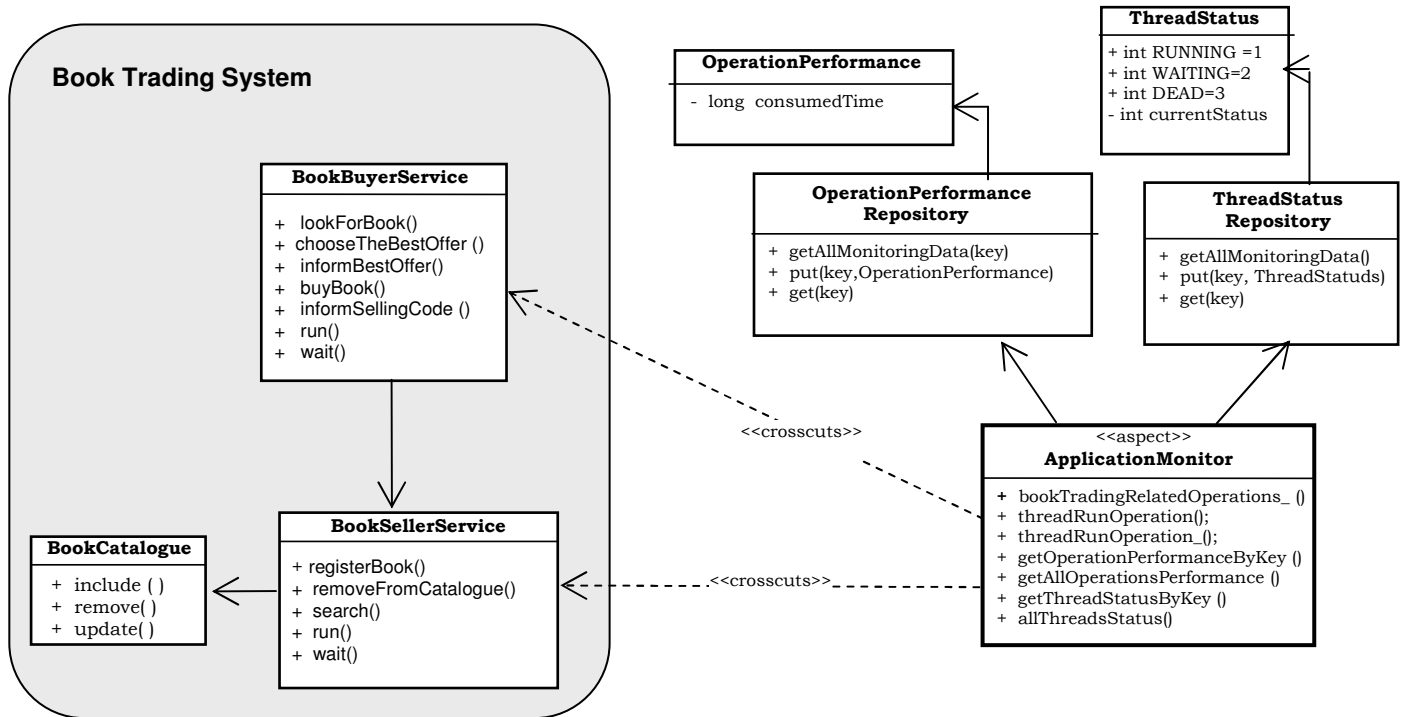 Book Trading System
BookBuyerService
+ lookForBook()
+ chooseTheBestOffer ()
+ informBestOffer()
+ buyBook()
+ informSellingCode ()
+ run()
+ wait()
BookSellerService
+ registerBook()
+ removeFromCatalogue()
+ search()
+ run()
+ wait()
BookCatalogue
+ include ( )
+ remove( )
+ update( )
OperationPerformance
- long consumedTime
ThreadStatus
+ int RUNNING =1
+ int WAITING=2
+ int DEAD=3
- int currentStatus
OperationPerformance
Repository
+ getAllMonitoringData(key)
+ put(key,OperationPerformance)
+ get(key)
ThreadStatus
Repository
+ getAllMonitoringData()
+ put(key, ThreadStatuds)
+ get(key)
<<crosscuts>>
<<crosscuts>>
<<aspect>>
ApplicationMonitor
+ bookTradingRelatedOperations_ ()
+ threadRunOperation();
+ threadRunOperation_();
+ getOperationPerformanceByKey ()
+ getAllOperationsPerformance ()
+ getThreadStatusByKey ()
+ allThreadsStatus()